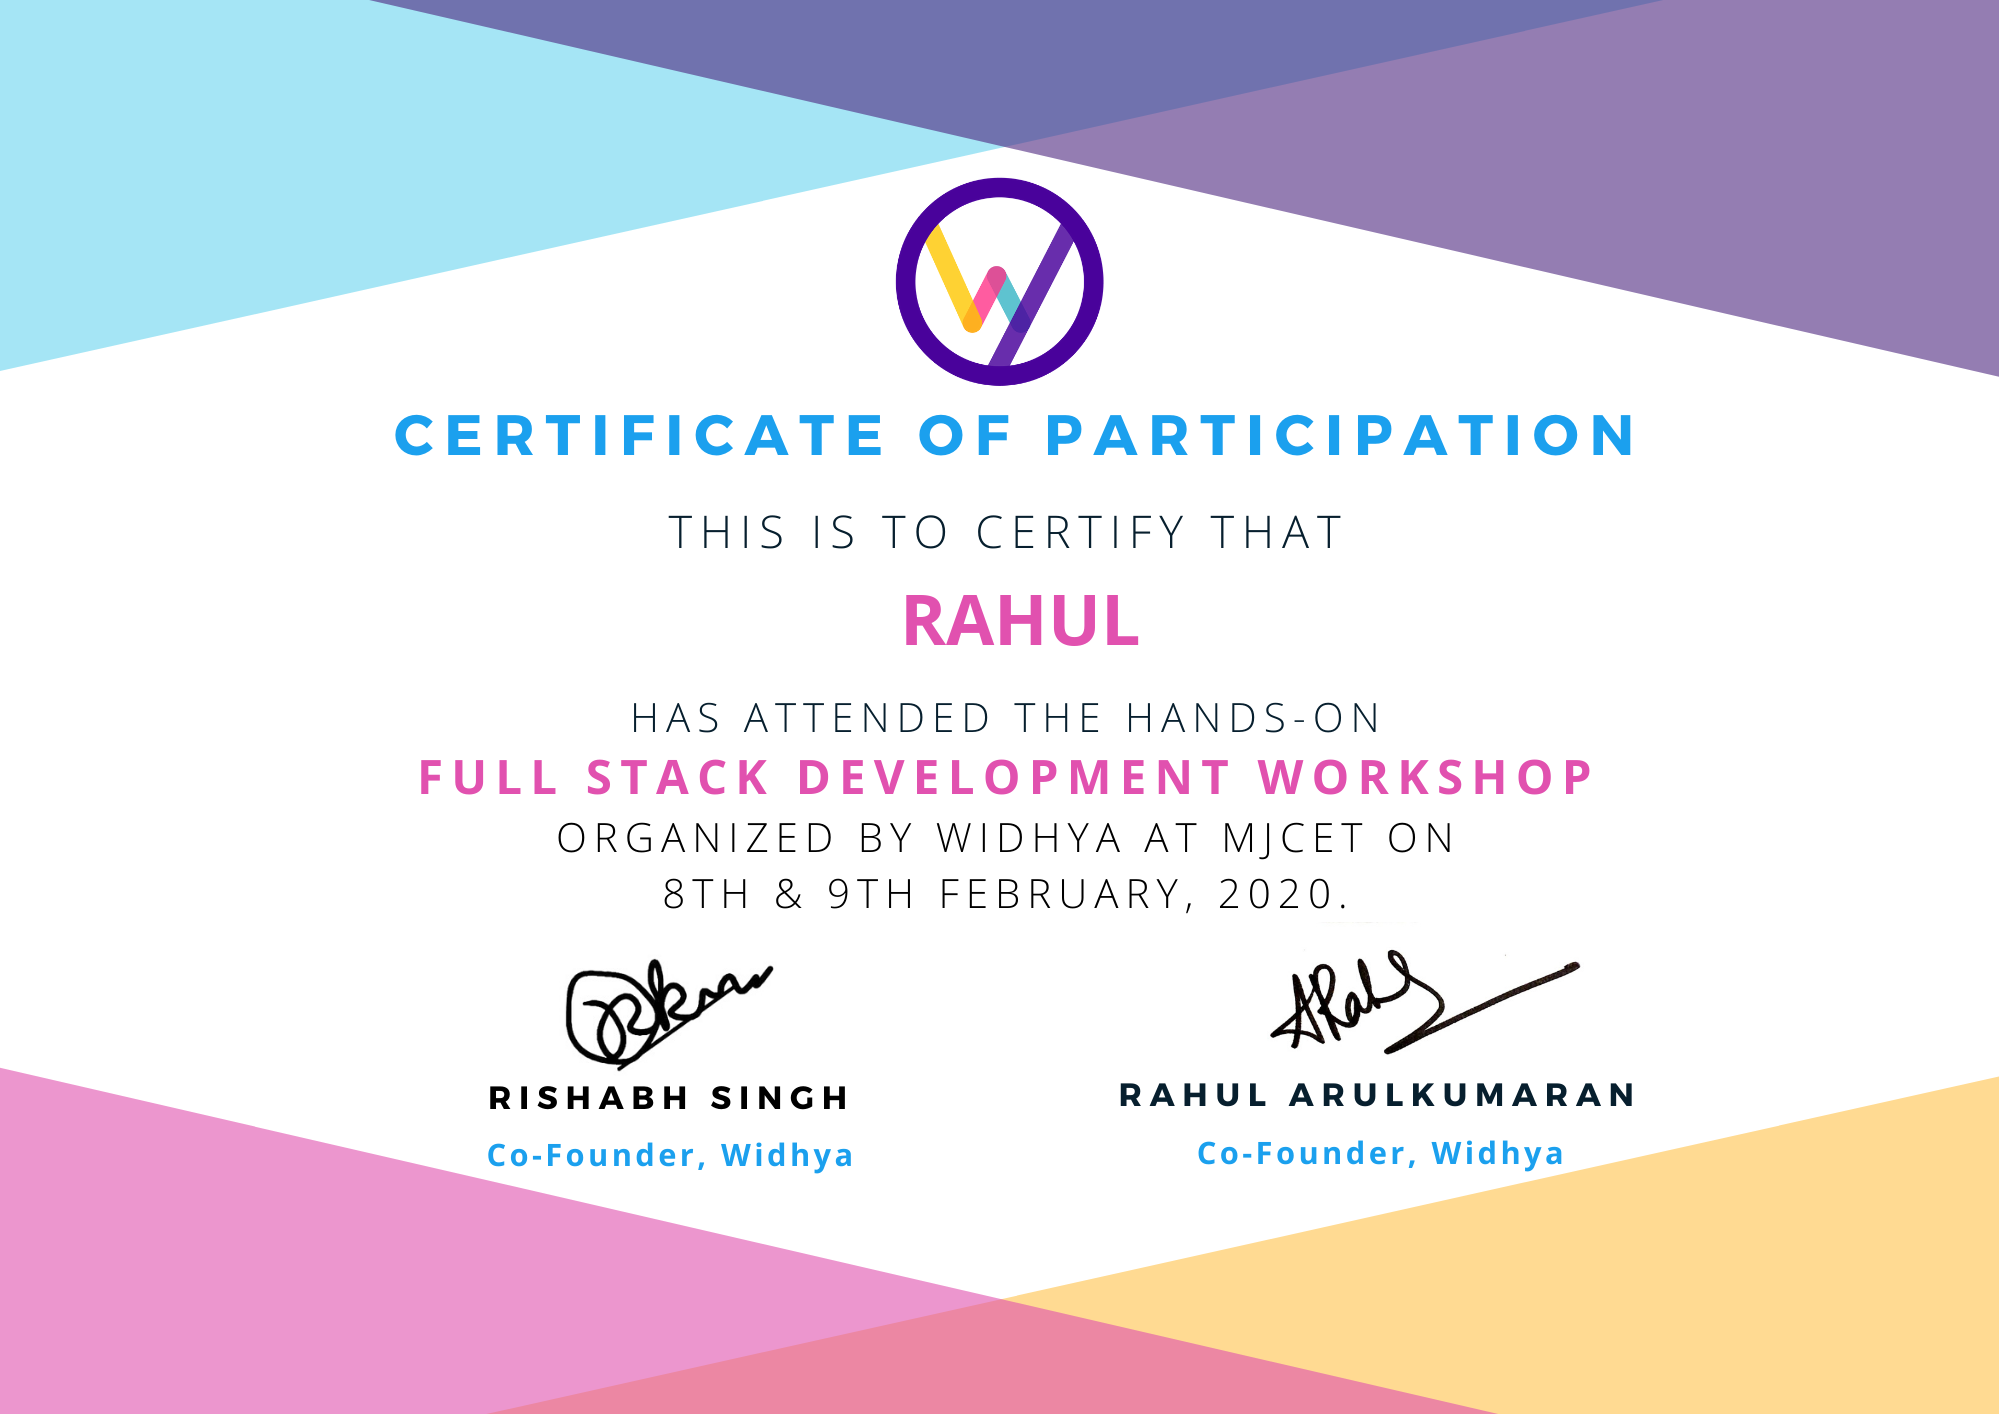 CERTIFICATE OF PARTICIPATION
THIS IS TO CERTIFY THAT
RAHUL
HAS ATTENDED THE HANDS-ON
FULL STACK DEVELOPMENT WORKSHOP
ORGANIZED BY WIDHYA AT MJCET ON
8TH & 9TH FEBRUARY, 2020.
RISHABH SINGH
Co-Founder, Widhya
RAHUL ARULKUMARAN
Co-Founder, Widhya